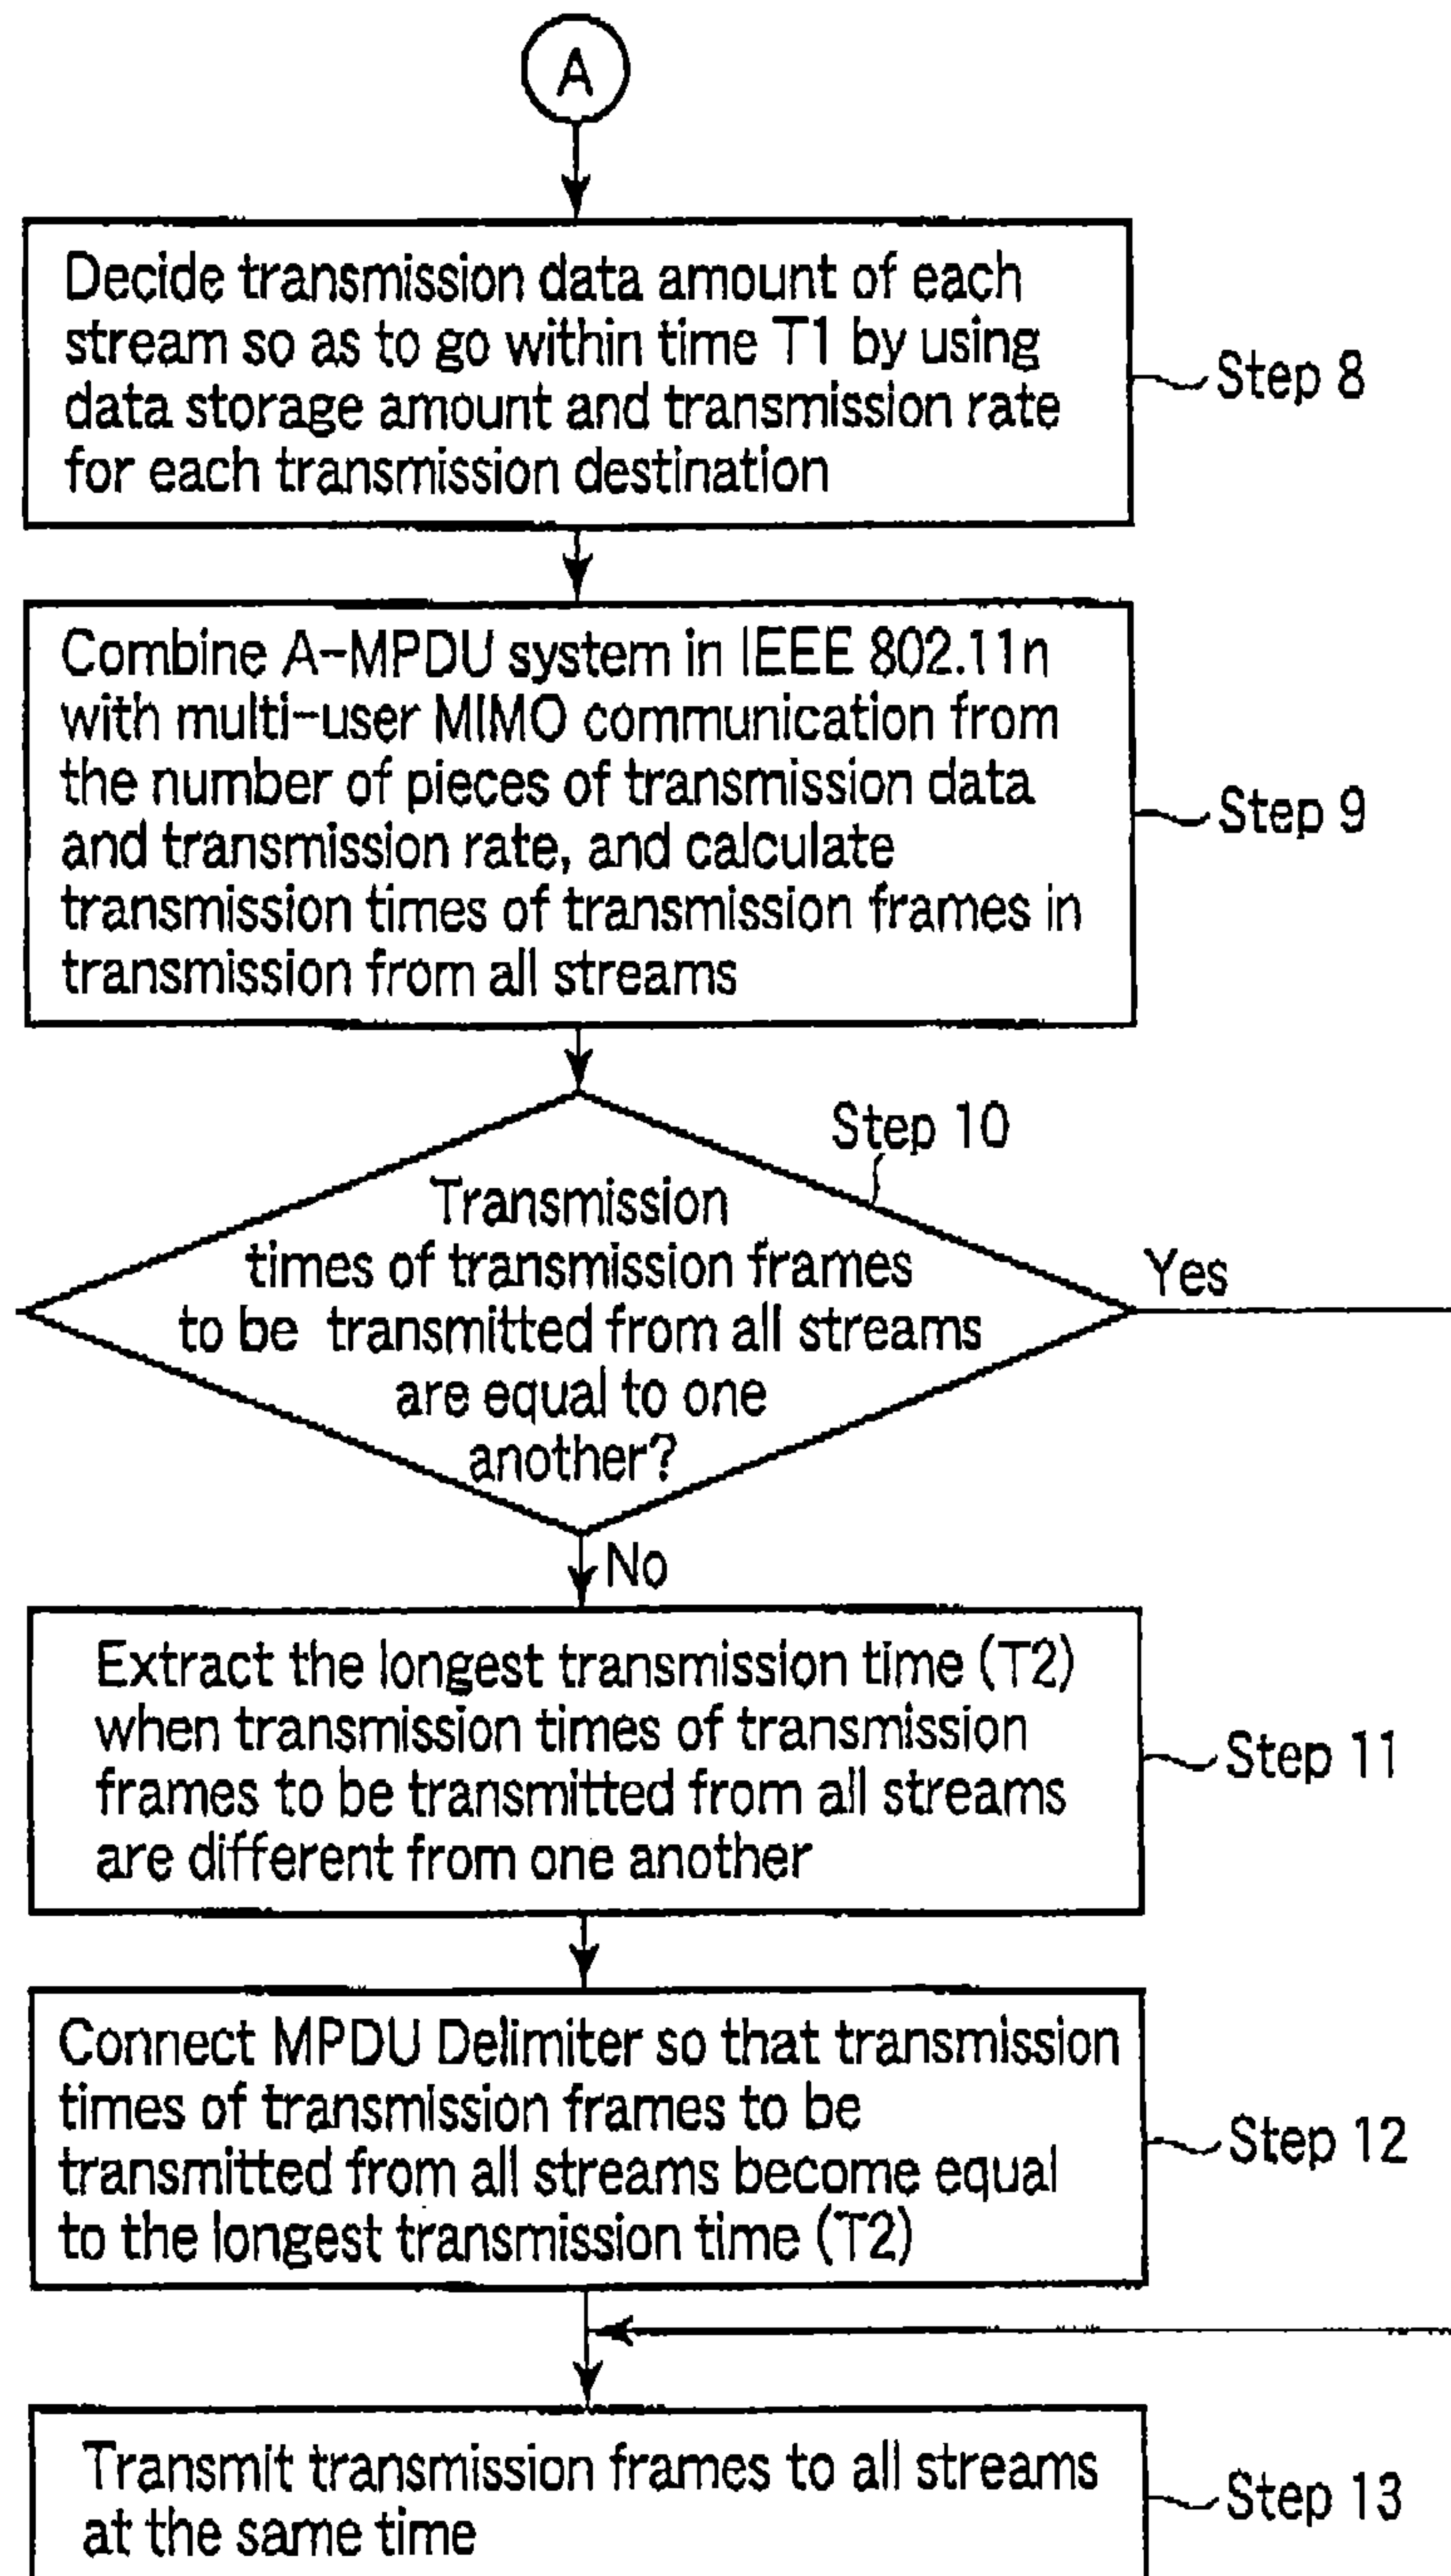 A
Decide transmission data amount of each
stream so as to go within time T1 by using
data storage amount and transmission rate
for each transmission destination
Step 8
Combine A-MPDU system in IEEE 802.11n
with multi-user MIMO communication from
the number of pieces of transmission data
and transmission rate, and calculate
transmission times of transmission frames in
transmission from all streams
Step 9
Step 10
Transmission
times of transmission frames
to be transmitted from all streams
are equal to one
another?
Yes
No
Extract the longest transmission time (T2)
when transmission times of transmission
frames to be transmitted from all streams
are different from one another
Step 11
Connect MPDU Delimiter so that transmission
times of transmission frames to be
transmitted from all streams become equal
to the longest transmission time (T2)
Step 12
Transmit transmission frames to all streams
at the same time
Step 13